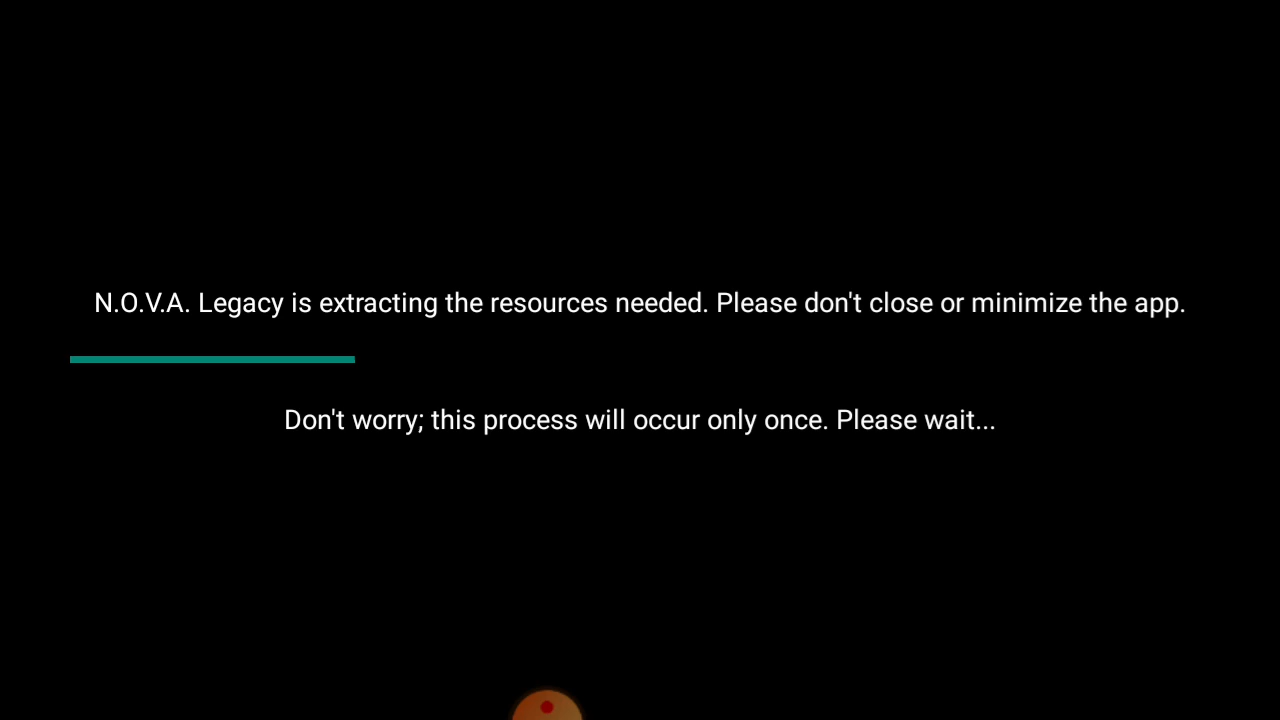 N.O.V.A. Legacy is extracting the resources needed. Please don't close or minimize the app.
Don't worry; this process will occur only once. Please wait...